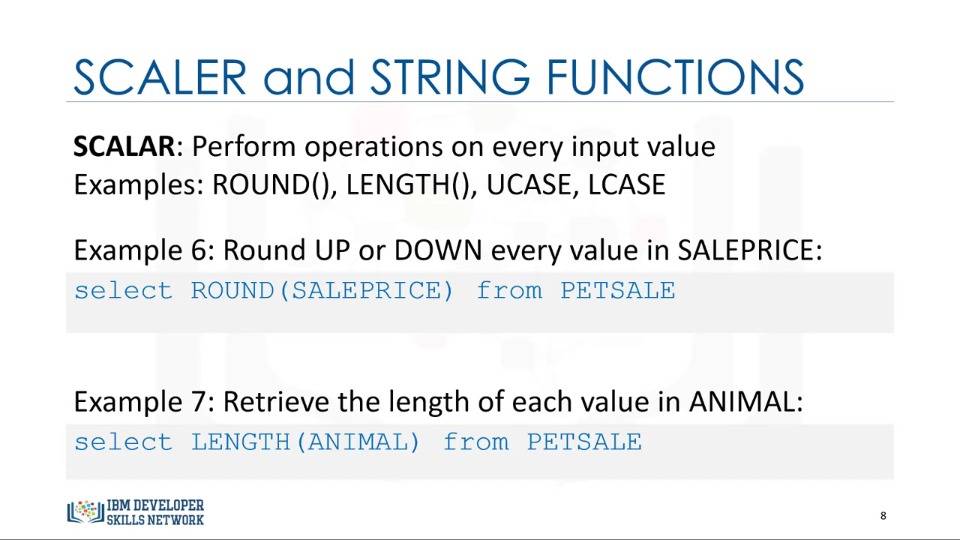 SCALER and STRING FUNCTIONS
SCALAR: Perform operations on every input value
Examples: ROUND(), LENGTH(), UCASE, LCASE
Example 6: Round UP or DOWN every value in SALEPRICE:
select ROUND(SALEPRICE) from PETSALE
Example 7: Retrieve the length of each value in ANIMAL:
select LENGTH(ANIMAL) from PETSALE
IBM DEVELOPER
SKILLS NETWORK
8